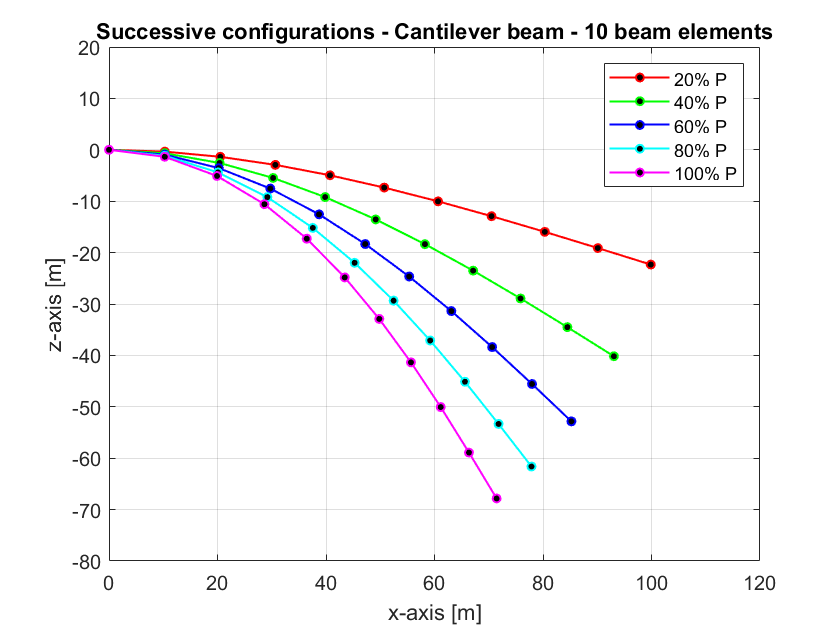 Successive configurations - Cantilever beam - 10 beam elements
20
10
0
-10
-20
-30
-40
-50
-60
-70
-80
z-axis [m]
0 20 40 60 80 100 120
x-axis [m]
20% P
40% P
60% P
80% P
100% P